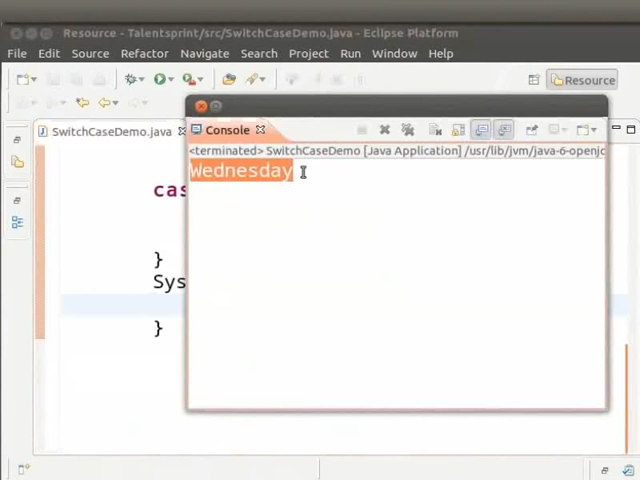 Resource - Talentsprint/src/SwitchCaseDemo.java - Eclipse Platform
File Edit Source Refactor Navigate Search Project Run Window Help
Resource
SwitchCaseDemo.java
Console
<terminated> SwitchCaseDemo [Java Application] /usr/lib/jvm/java-6-openjd
Wednesday
cas
}
Sys
}